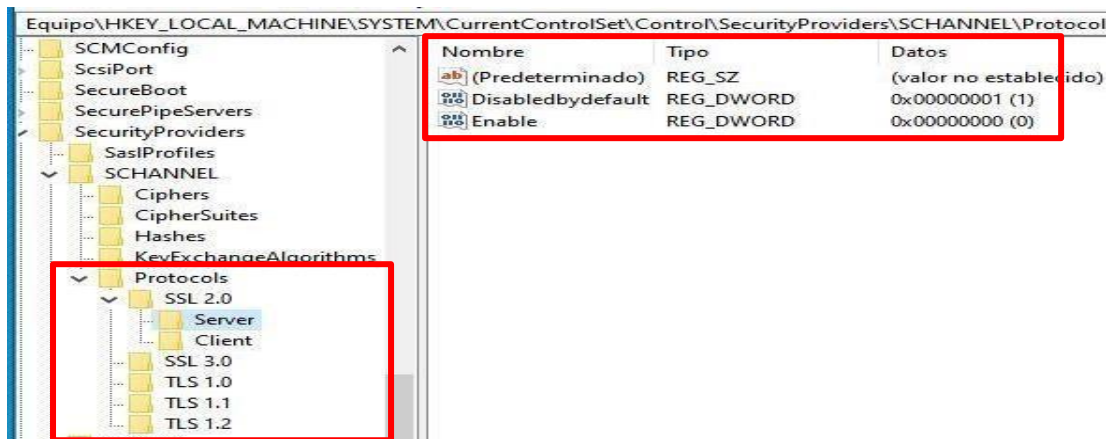 Equipo\HKEY_LOCAL_MACHINE\SYSTEM\CurrentControlSet\Control\SecurityProviders\SCHANNEL\Protocol
SCMConfig
ScsiPort
SecureBoot
SecurePipeServers
SecurityProviders
SaslProfiles
SCHANNEL
Ciphers
CipherSuites
Hashes
KeyExchangeAlgorithms
Protocols
SSL 2.0
Server
Client
SSL 3.0
TLS 1.0
TLS 1.1
TLS 1.2
Nombre Tipo Datos
(Predeterminado) REG_SZ (valor no establecido)
Disabledbydefault REG_DWORD 0x00000001 (1)
Enable REG_DWORD 0x00000000 (0)